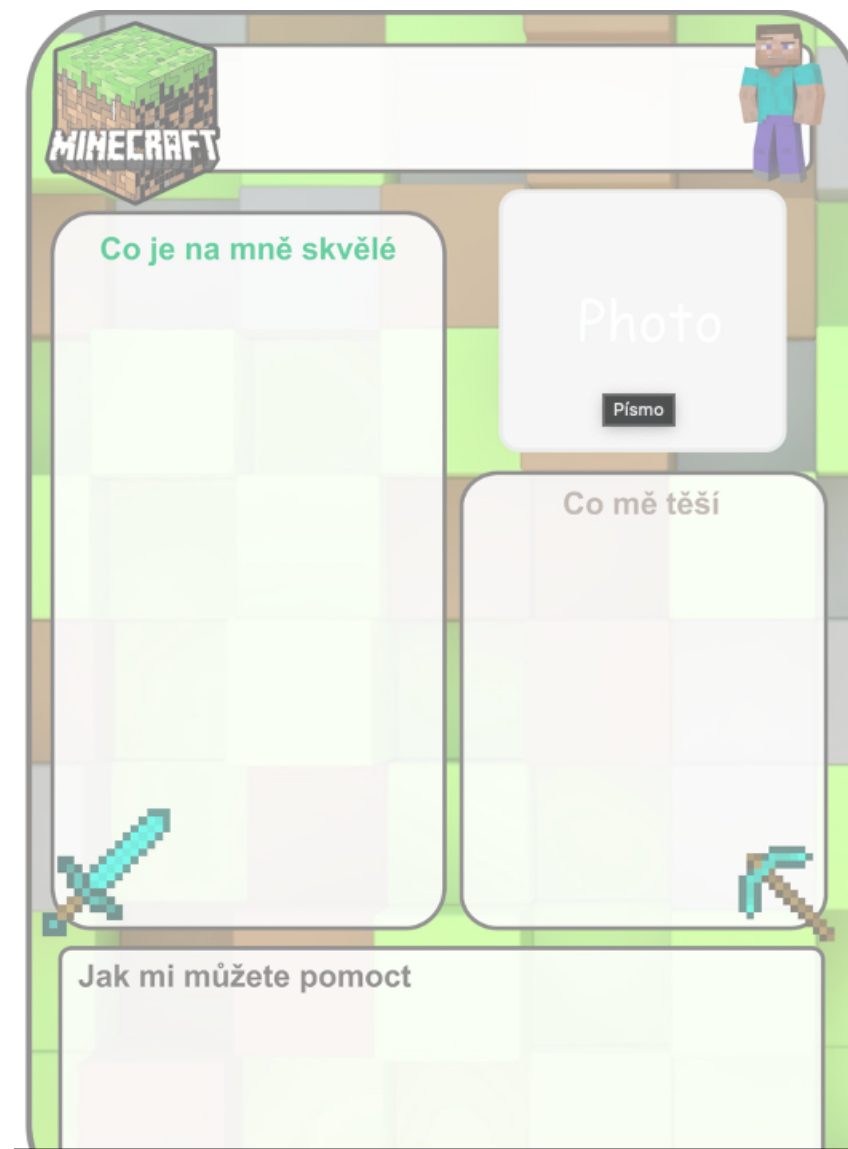 MINECRAFT
Co je na mně skvělé
Photo
Písmo
Co mě těší
Jak mi můžete pomoct